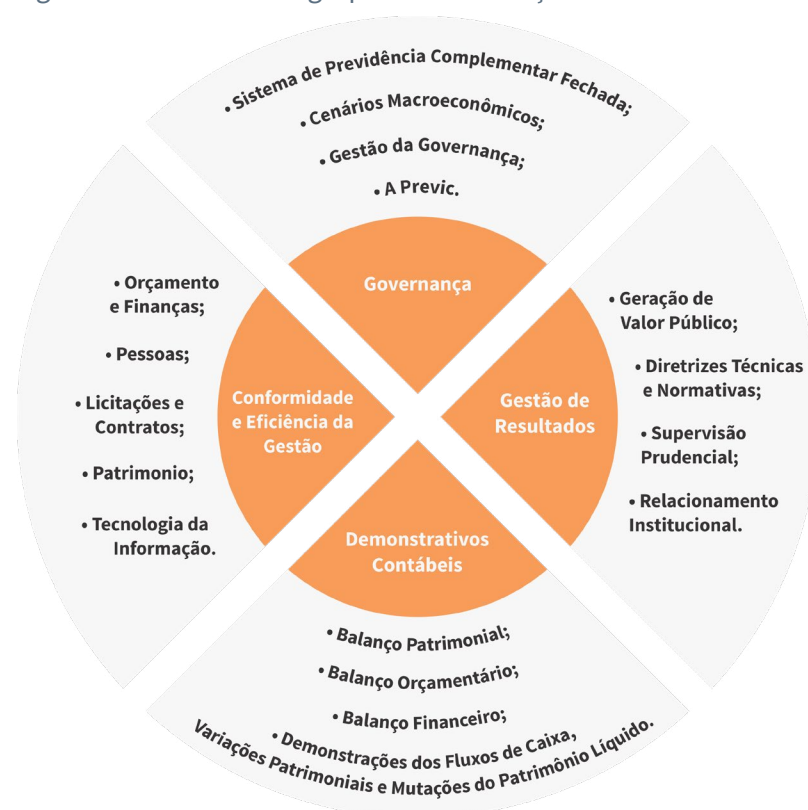 • Sistema de Previdência Complementar Fechada;
• Cenários Macroeconômicos;
• Gestão da Governança;
• A Previc.
Governança
• Orçamento
e Finanças;
• Pessoas;
• Licitações e
Contratos;
• Patrimonio;
• Tecnologia da
Informação.
Conformidade
e Eficiência da
Gestão
Gestão de
Resultados
• Geração de
Valor Público;
• Diretrizes Técnicas
e Normativas;
• Supervisão
Prudencial;
• Relacionamento
Institucional.
Demonstrativos
Contábeis
• Balanço Patrimonial;
• Balanço Orçamentário;
• Balanço Financeiro;
• Demonstrações dos Fluxos de Caixa,
Variações Patrimoniais e Mutações do Patrimônio Líquido.